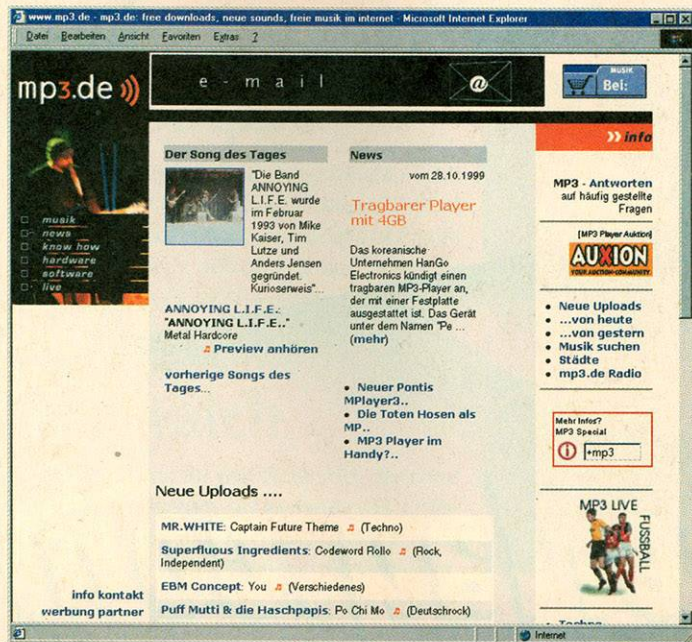 www.mp3.de - mp3.de: free downloads, neue sounds, freie musik im internet - Microsoft Internet Explorer
Datei Bearbeiten Ansicht Favoriten Extras ?
mp3.de
e-mail
@
MUSIK
Bei:
musik
news
know how
hardware
software
live
info kontakt
werbung partner
Der Song des Tages
"Die Band
ANNOYING
L.I.F.E. wurde
im Februar
1993 von Mike
Kaiser, Tim
Lutze und
Anders Jensen
gegründet.
Kurioserweis"...
ANNOYING L.I.F.E.:
"ANNOYING L.I.F.E.."
Metal Hardcore
Preview anhören
vorherige Songs des
Tages...
News
vom 28.10.1999
Tragbarer Player
mit 4GB
Das koreanische
Unternehmen HanGo
Electronics kündigt einen
tragbaren MP3-Player an,
der mit einer Festplatte
ausgestattet ist. Das Gerät
unter dem Namen "Pe ...
(mehr)
• Neuer Pontis
MPlayer3..
• Die Toten Hosen als
MP..
• MP3 Player im
Handy?..
Neue Uploads ....
MR.WHITE: Captain Future Theme (Techno)
Superfluous Ingredients: Codeword Rollo (Rock,
Independent)
EBM Concept: You (Verschiedenes)
Puff Mutti & die Haschpapis: Po Chi Mo (Deutschrock)
»info
MP3 - Antworten
auf häufig gestellte
Fragen
[MP3 Player Auktion]
AUXION
YOUR AUCTION-COMMUNITY.
• Neue Uploads
• ...von heute
• ...von gestern
• Musik suchen
• Städte
• mp3.de Radio
Mehr Infos?
MP3 Special
+mp3
MP3 LIVE
FUSSBALL
• Techno
Internet